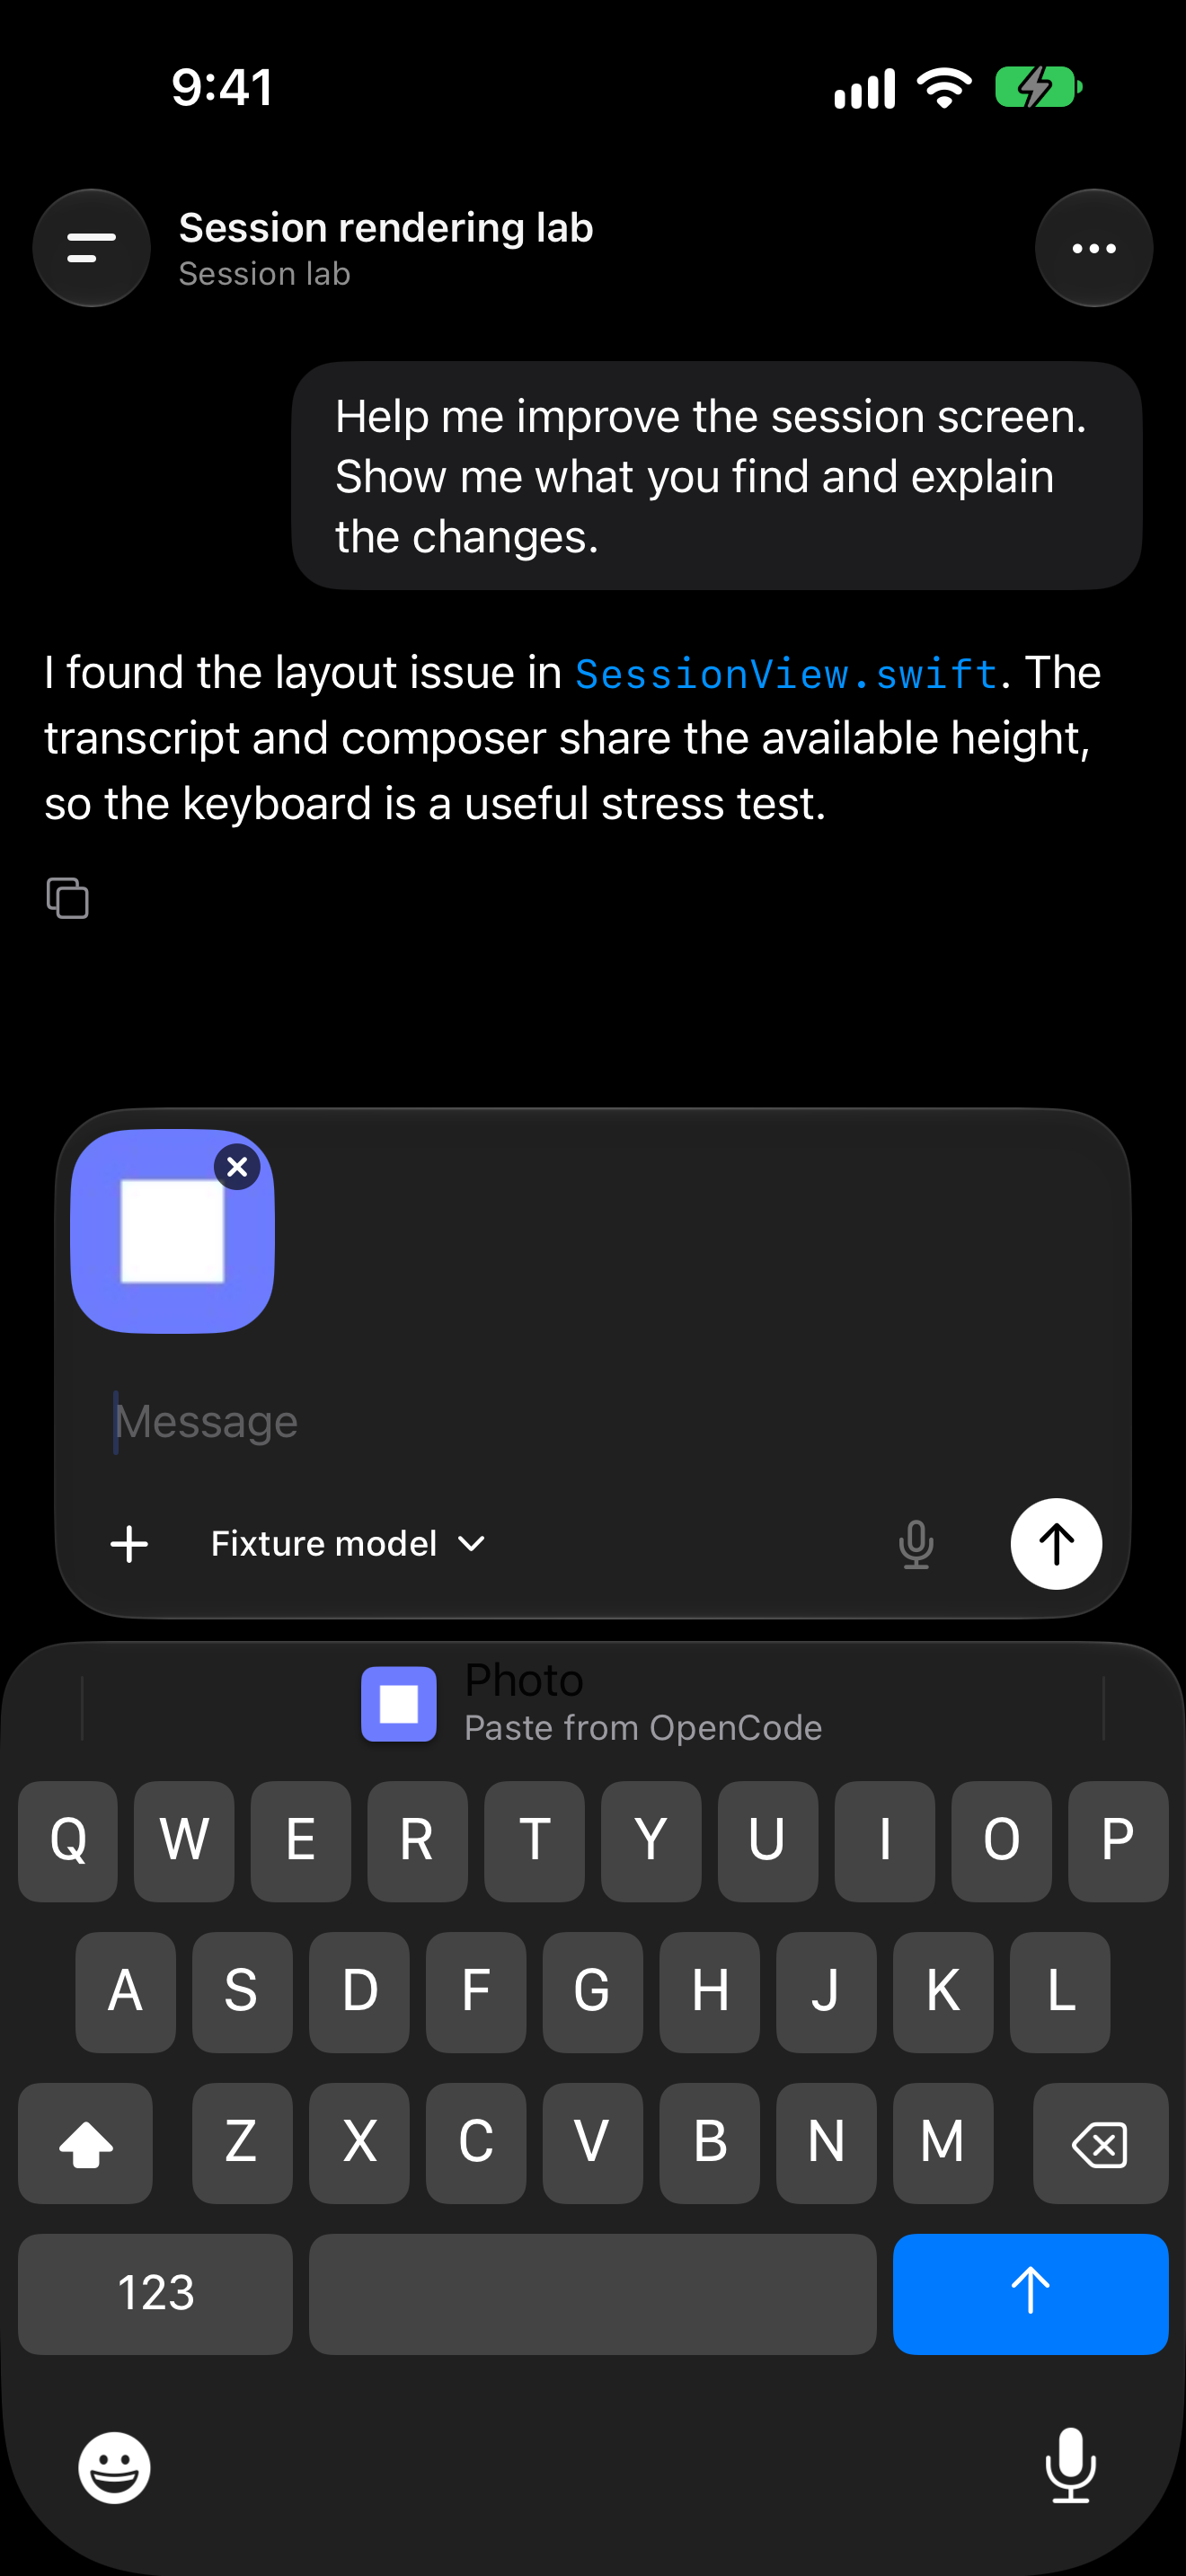 9:41
Session rendering lab
Session lab
Help me improve the session screen.
Show me what you find and explain
the changes.
I found the layout issue in SessionView.swift. The
transcript and composer share the available height,
so the keyboard is a useful stress test.
Message
Fixture model
Photo
Paste from OpenCode
Q W E R T Y U I O P
A S D F G H J K L
Z X C V B N M
123